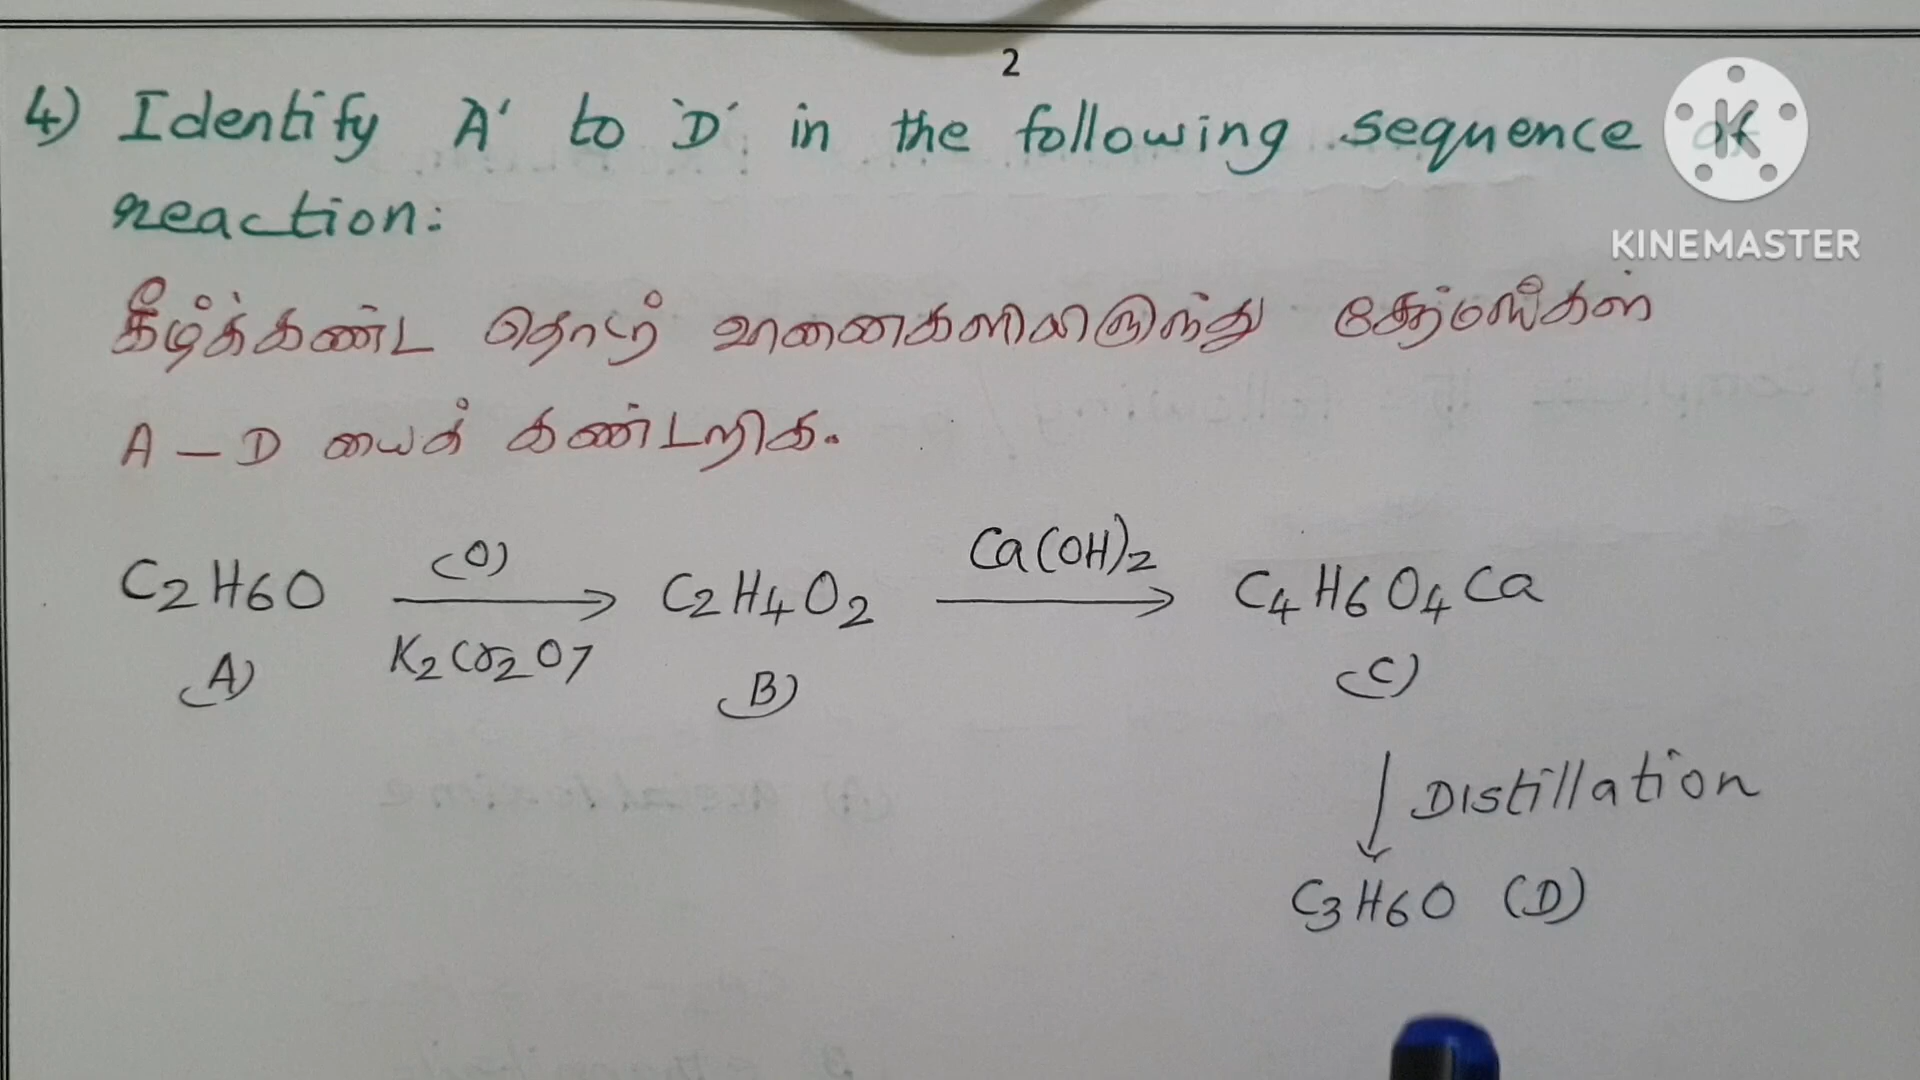 2
4) Identify 'A' to 'D' in the following sequence of
reaction:
KINEMASTER
கீழ்க்கண்ட தொடர் வினைகளிலிருந்து சேர்மங்கள்
A – D யைக் கண்டறிக.
C2H6O (O) K2Cr2O7 → C2H4O2 Ca(OH)2 → C4H6O4Ca
(A) (B) (C)
↓ Distillation
C3H6O (D)